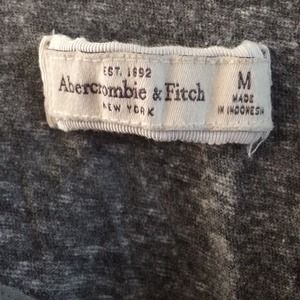 EST. 1892
Abercrombie & Fitch
NEW YORK
M
MADE
IN INDONESIA